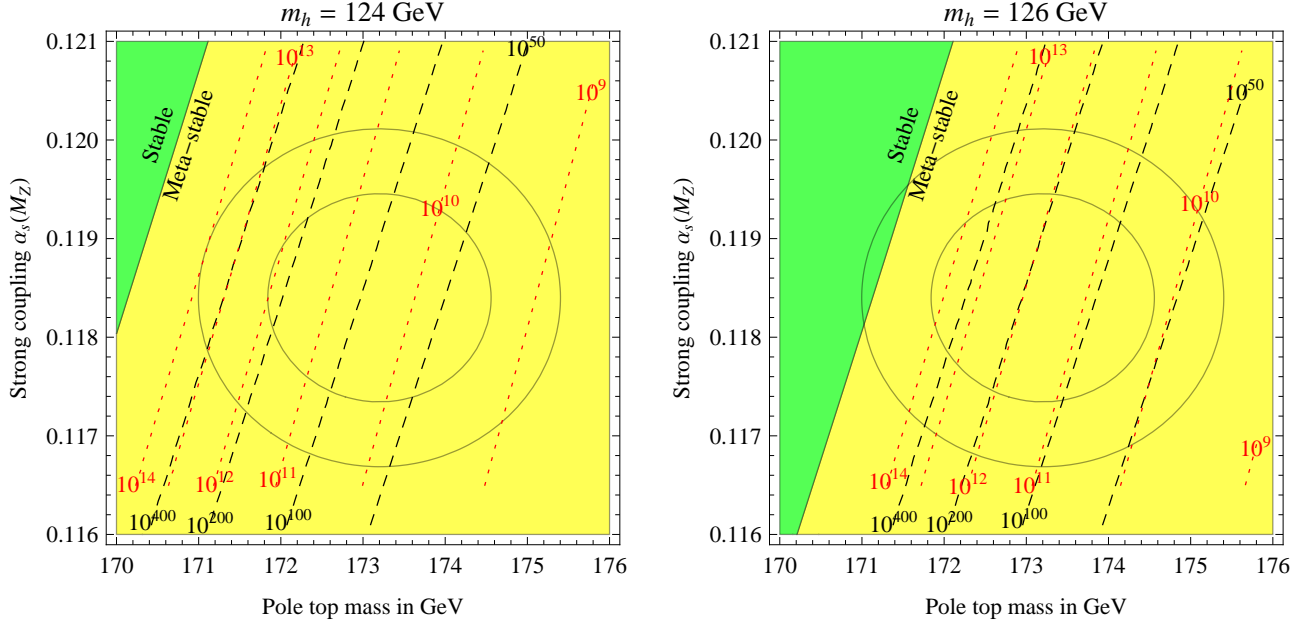 m_h = 124 GeV
Strong coupling α_s(M_Z)
0.121
0.120
0.119
0.118
0.117
0.116
Stable
Meta-stable
10^13
10^50
10^9
10^10
10^14
10^12
10^11
10^400
10^200
10^100
170 171 172 173 174 175 176
Pole top mass in GeV
m_h = 126 GeV
Strong coupling α_s(M_Z)
0.121
0.120
0.119
0.118
0.117
0.116
Stable
Meta-stable
10^13
10^50
10^10
10^9
10^14
10^12
10^11
10^400
10^200
10^100
170 171 172 173 174 175 176
Pole top mass in GeV